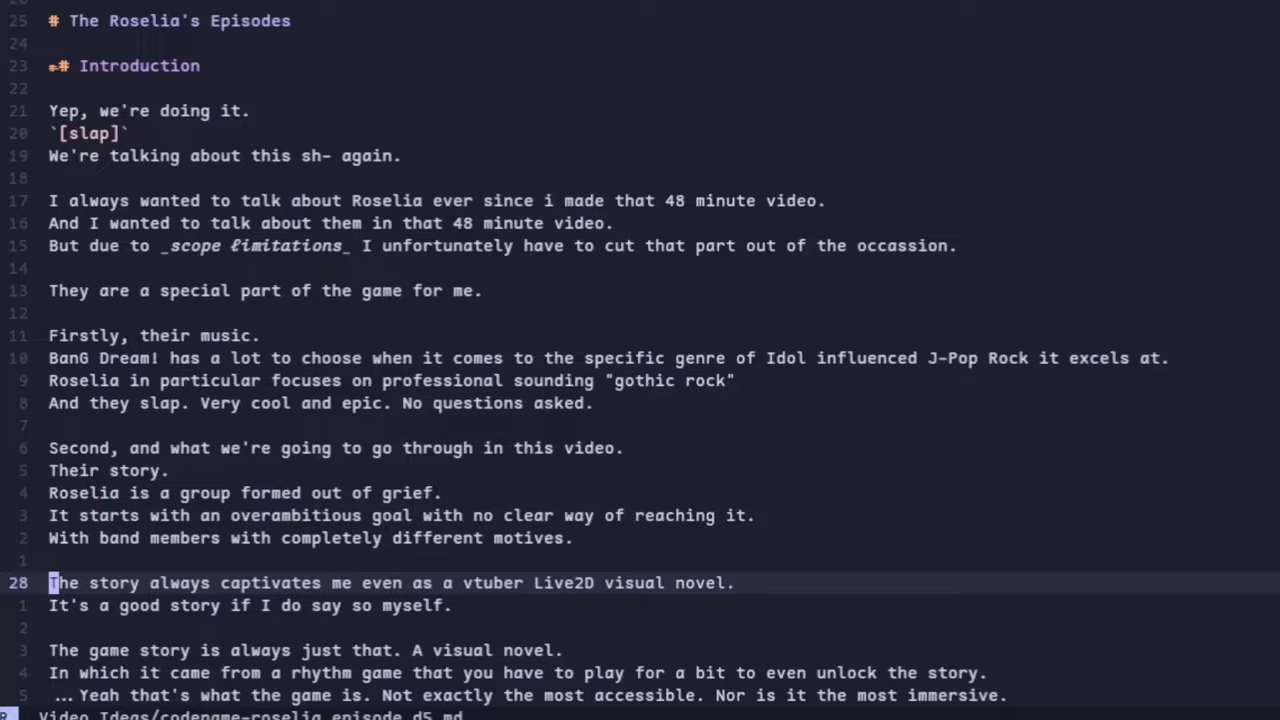 25 # The Roselia's Episodes
24
23 # Introduction
22
21 Yep, we're doing it.
20 `[slap]`
19 We're talking about this sh- again.
18
17 I always wanted to talk about Roselia ever since i made that 48 minute video.
16 And I wanted to talk about them in that 48 minute video.
15 But due to _scope limitations_ I unfortunately have to cut that part out of the occassion.
14
13 They are a special part of the game for me.
12
11 Firstly, their music.
10 BanG Dream! has a lot to choose when it comes to the specific genre of Idol influenced J-Pop Rock it excels at.
9 Roselia in particular focuses on professional sounding "gothic rock"
8 And they slap. Very cool and epic. No questions asked.
7
6 Second, and what we're going to go through in this video.
5 Their story.
4 Roselia is a group formed out of grief.
3 It starts with an overambitious goal with no clear way of reaching it.
2 With band members with completely different motives.
1
28 The story always captivates me even as a vtuber Live2D visual novel.
1 It's a good story if I do say so myself.
2
3 The game story is always just that. A visual novel.
4 In which it came from a rhythm game that you have to play for a bit to even unlock the story.
5 ... Yeah that's what the game is. Not exactly the most accessible. Nor is it the most immersive.
R Video Ideas/codename-roselia episode d5.md